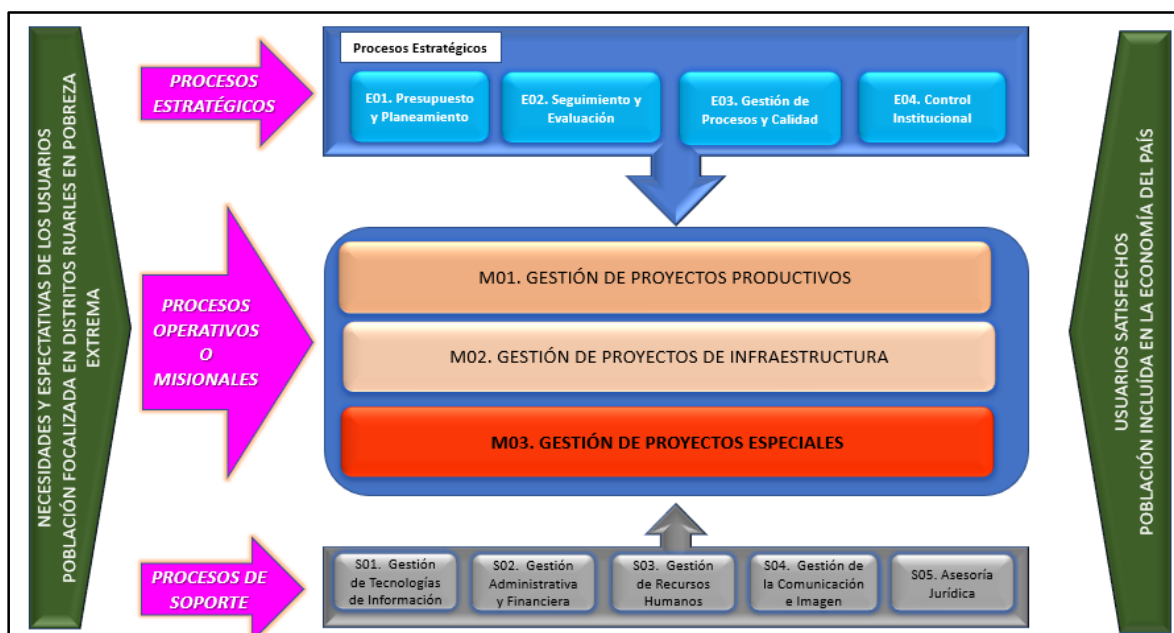 NECESIDADES Y ESPECTATIVAS DE LOS USUARIOS
POBLACIÓN FOCALIZADA EN DISTRITOS RUARLES EN POBREZA
EXTREMA
PROCESOS
ESTRATÉGICOS
Procesos Estratégicos
E01. Presupuesto
y Planeamiento
E02. Seguimiento y
Evaluación
E03. Gestión de
Procesos y Calidad
E04. Control
Institucional
PROCESOS
OPERATIVOS
O
MISIONALES
M01. GESTIÓN DE PROYECTOS PRODUCTIVOS
M02. GESTIÓN DE PROYECTOS DE INFRAESTRUCTURA
M03. GESTIÓN DE PROYECTOS ESPECIALES
PROCESOS DE
SOPORTE
S01. Gestión
de Tecnologías
de Información
S02. Gestión
Administrativa
y Financiera
S03. Gestión
de Recursos
Humanos
S04. Gestión de
la Comunicación
e Imagen
S05. Asesoría
Jurídica
USUARIOS SATISFECHOS
POBLACIÓN INCLUÍDA EN LA ECONOMÍA DEL PAÍS